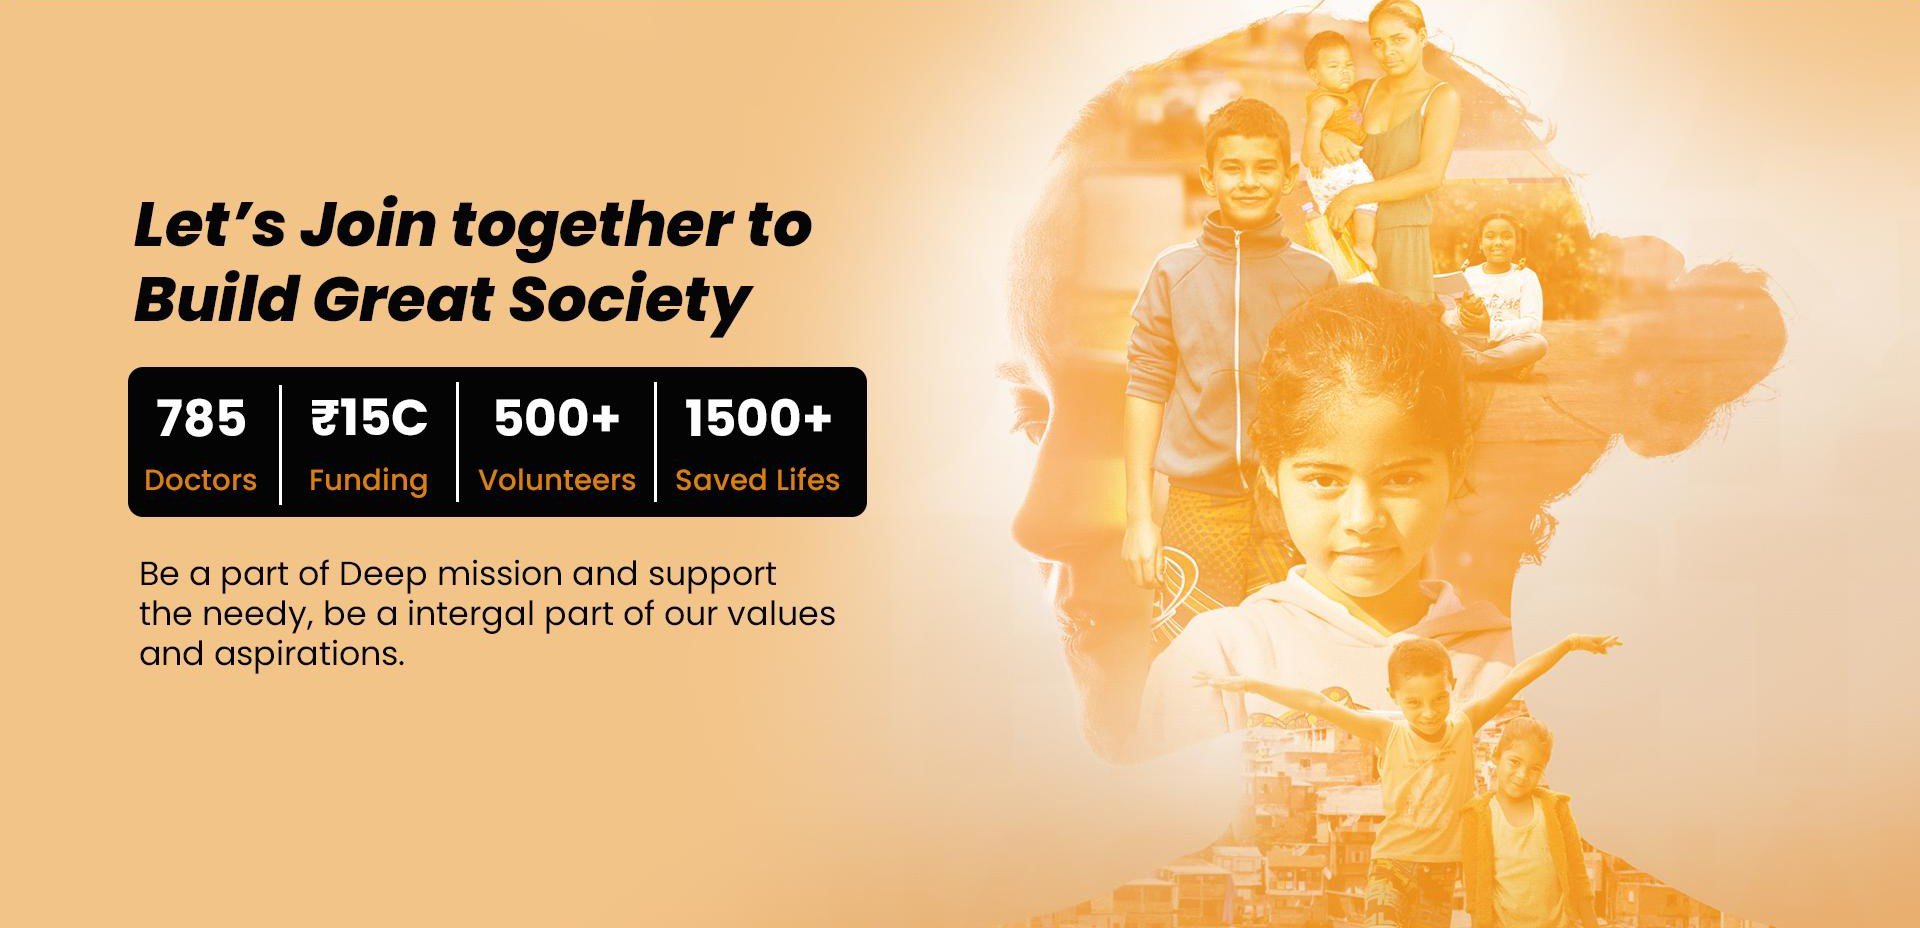 Let’s Join together to
Build Great Society
785 ₹15C 500+ 1500+
Doctors Funding Volunteers Saved Lifes
Be a part of Deep mission and support
the needy, be a intergal part of our values
and aspirations.